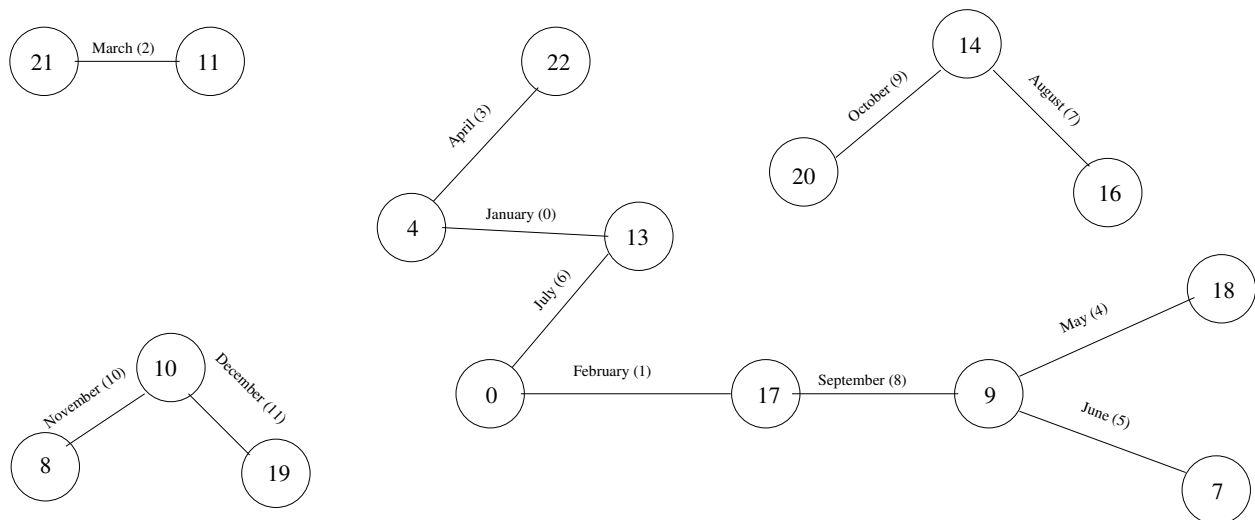 21
March (2)
11
22
April (3)
4
January (0)
13
July (6)
0
February (1)
17
September (8)
9
May (4)
18
June (5)
7
14
October (9)
August (7)
20
16
10
November (10)
December (11)
8
19